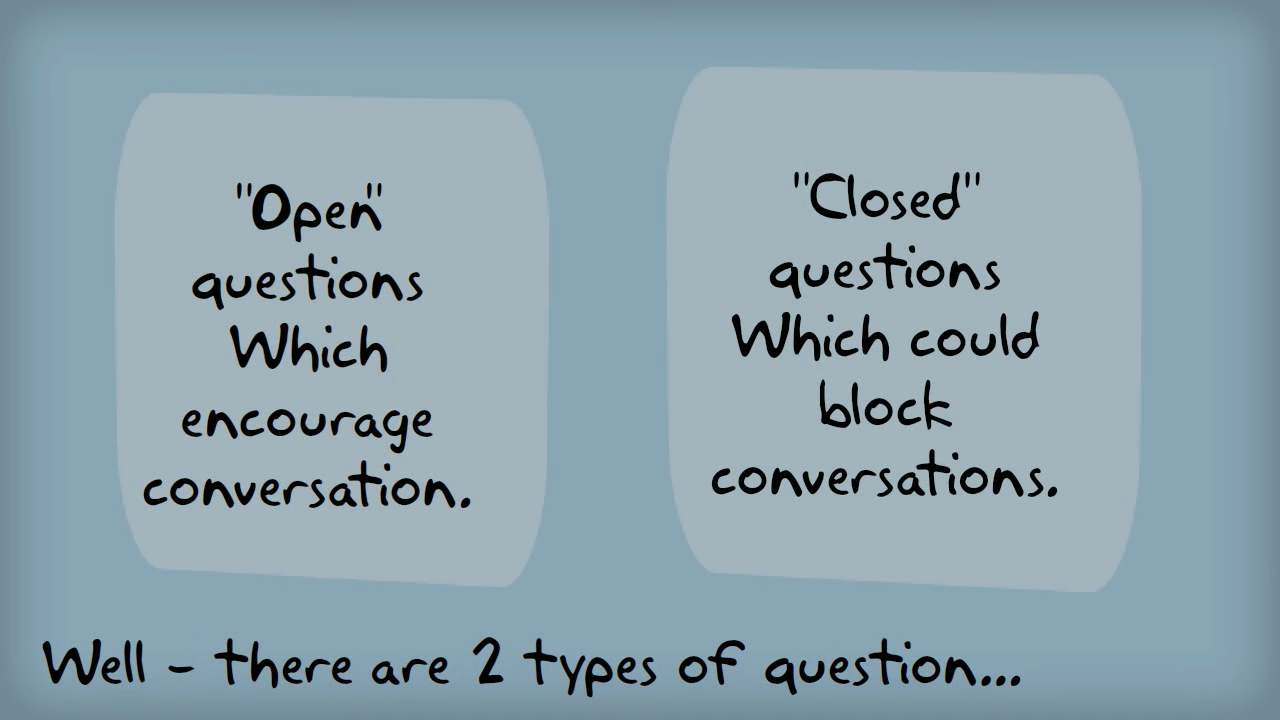 "Open"
questions
Which
encourage
conversation.
"Closed"
questions
Which could
block
conversations.
Well - there are 2 types of question...